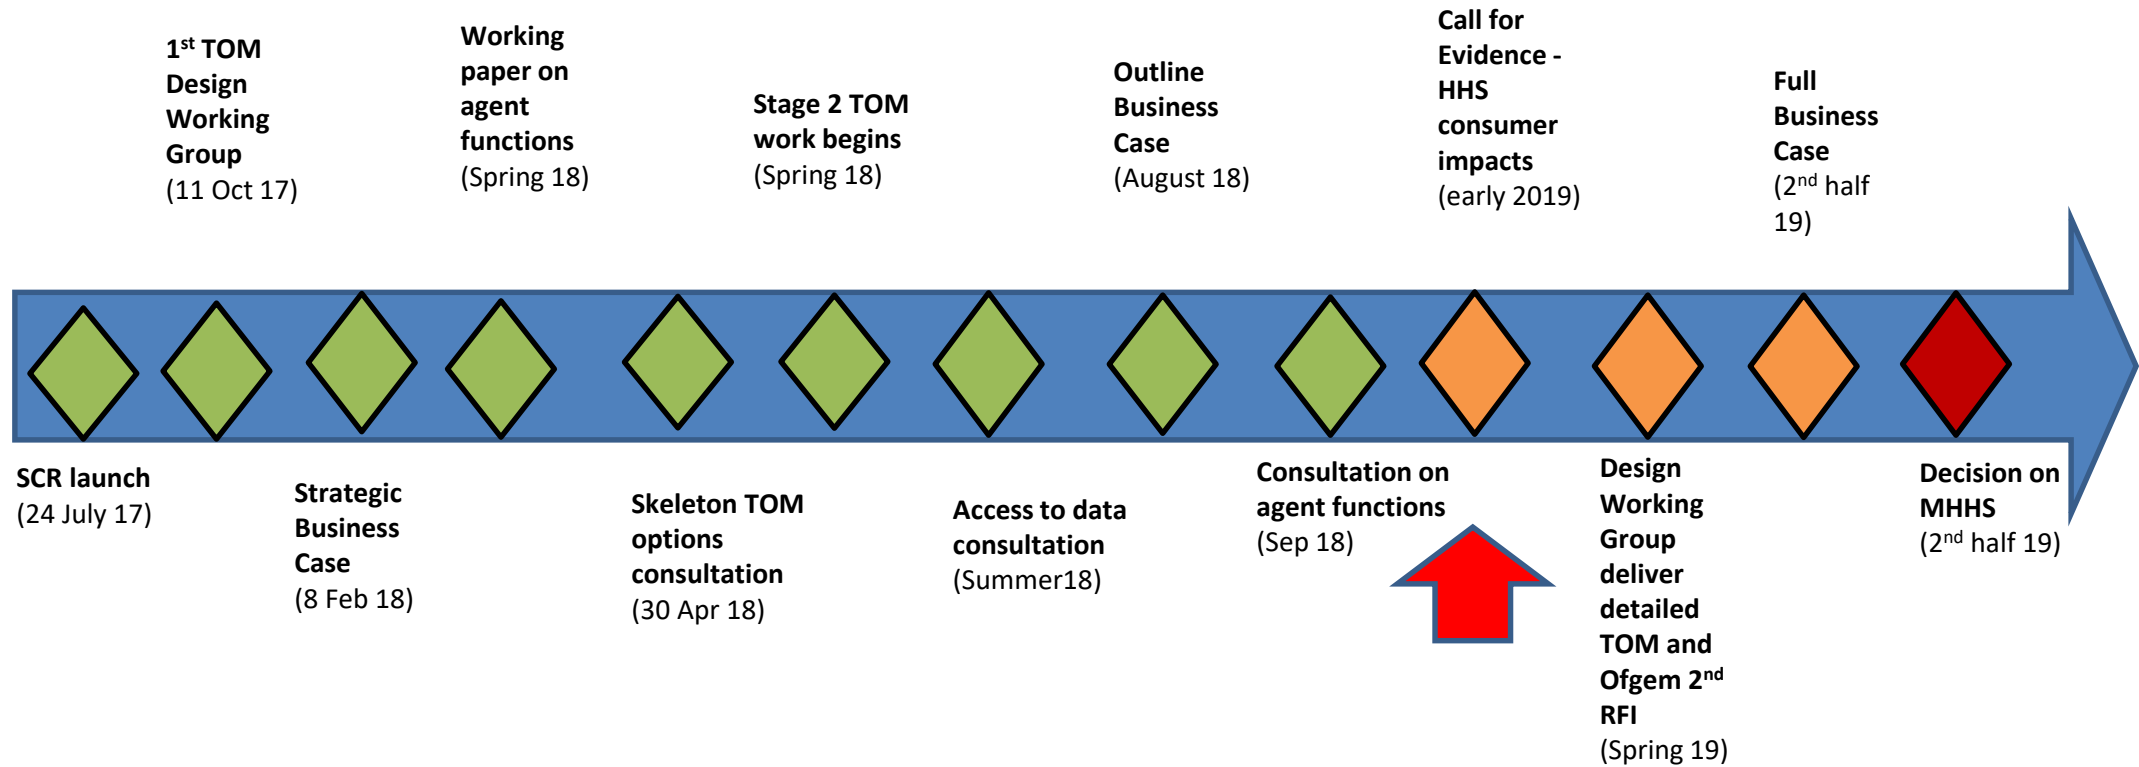 1st TOM
Design
Working
Group
(11 Oct 17)
Working
paper on
agent
functions
(Spring 18)
Stage 2 TOM
work begins
(Spring 18)
Outline
Business
Case
(August 18)
Call for
Evidence -
HHS
consumer
impacts
(early 2019)
Full
Business
Case
(2nd half
19)
SCR launch
(24 July 17)
Strategic
Business
Case
(8 Feb 18)
Skeleton TOM
options
consultation
(30 Apr 18)
Access to data
consultation
(Summer18)
Consultation on
agent functions
(Sep 18)
Design
Working
Group
deliver
detailed
TOM and
Ofgem 2nd
RFI
(Spring 19)
Decision on
MHHS
(2nd half 19)